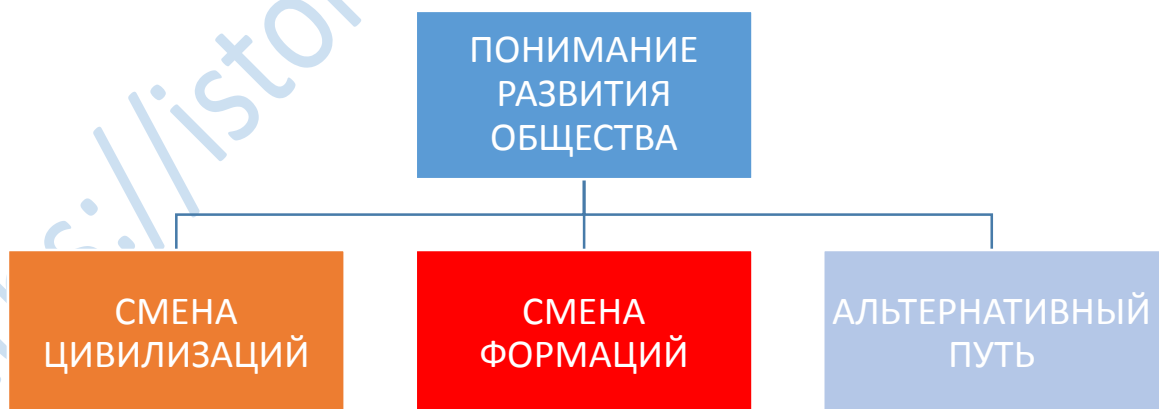 ПОНИМАНИЕ
РАЗВИТИЯ
ОБЩЕСТВА
СМЕНА
ЦИВИЛИЗАЦИЙ
СМЕНА
ФОРМАЦИЙ
АЛЬТЕРНАТИВНЫЙ
ПУТЬ